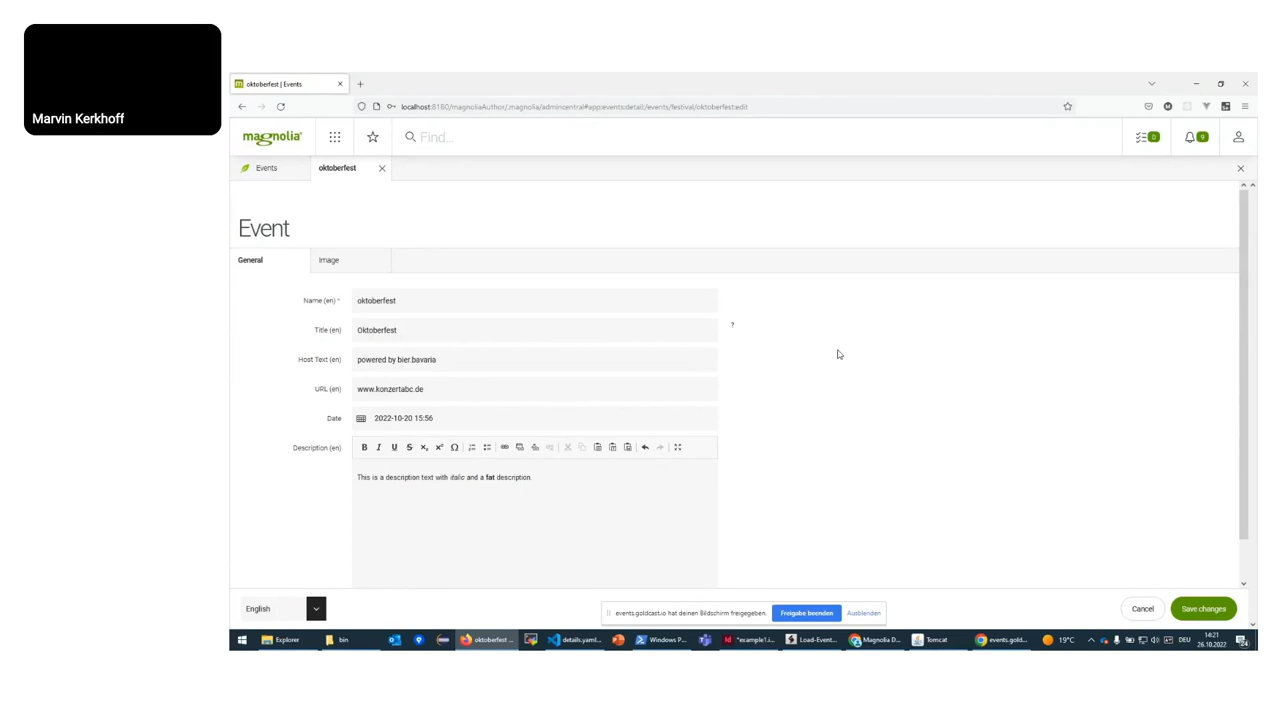 Marvin Kerkhoff
oktoberfest | Events
localhost:8180/magnoliaAuthor/.magnolia/admincentral#app:events:detail;/events/festival/oktoberfest:edit
magnolia
Find...
0
9
Events
oktoberfest
Event
General
Image
Name (en) *
oktoberfest
Title (en)
Oktoberfest
?
Host Text (en)
powered by bier.bavaria
URL (en)
www.konzertabc.de
Date
2022-10-20 15:56
Description (en)
This is a description text with italic and a fat description.
English
events.goldcast.io hat deinen Bildschirm freigegeben.
Freigabe beenden
Ausblenden
Cancel
Save changes
Explorer
bin
oktoberfest ...
details.yaml...
Windows P...
*example1.i...
Load-Event...
Magnolia D...
Tomcat
events.gold...
19°C
DEU
14:21
26.10.2022